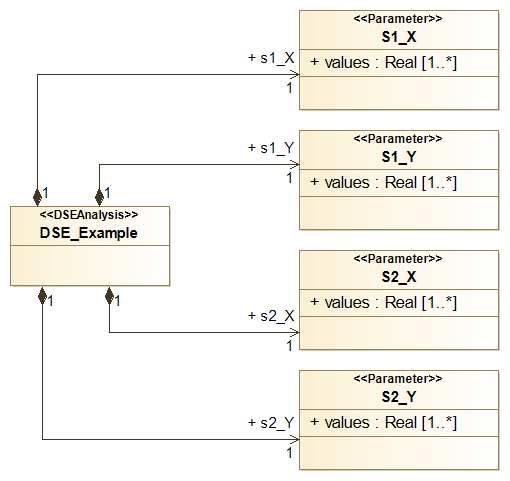 <<Parameter>>
S1_X
+ values : Real [1..*]
+ s1_X
1
1
<<Parameter>>
S1_Y
+ values : Real [1..*]
+ s1_Y
1
1
<<DSEAnalysis>>
DSE_Example
<<Parameter>>
S2_X
+ values : Real [1..*]
1
1
+ s2_X
1
<<Parameter>>
S2_Y
+ values : Real [1..*]
+ s2_Y
1